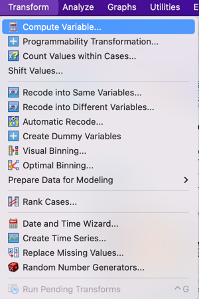 Transform Analyze Graphs Utilities E
Compute Variable...
Programmability Transformation...
Count Values within Cases...
Shift Values...
Recode into Same Variables...
Recode into Different Variables...
Automatic Recode...
Create Dummy Variables
Visual Binning...
Optimal Binning...
Prepare Data for Modeling
Rank Cases...
Date and Time Wizard...
Create Time Series...
Replace Missing Values...
Random Number Generators...
Run Pending Transforms ^G